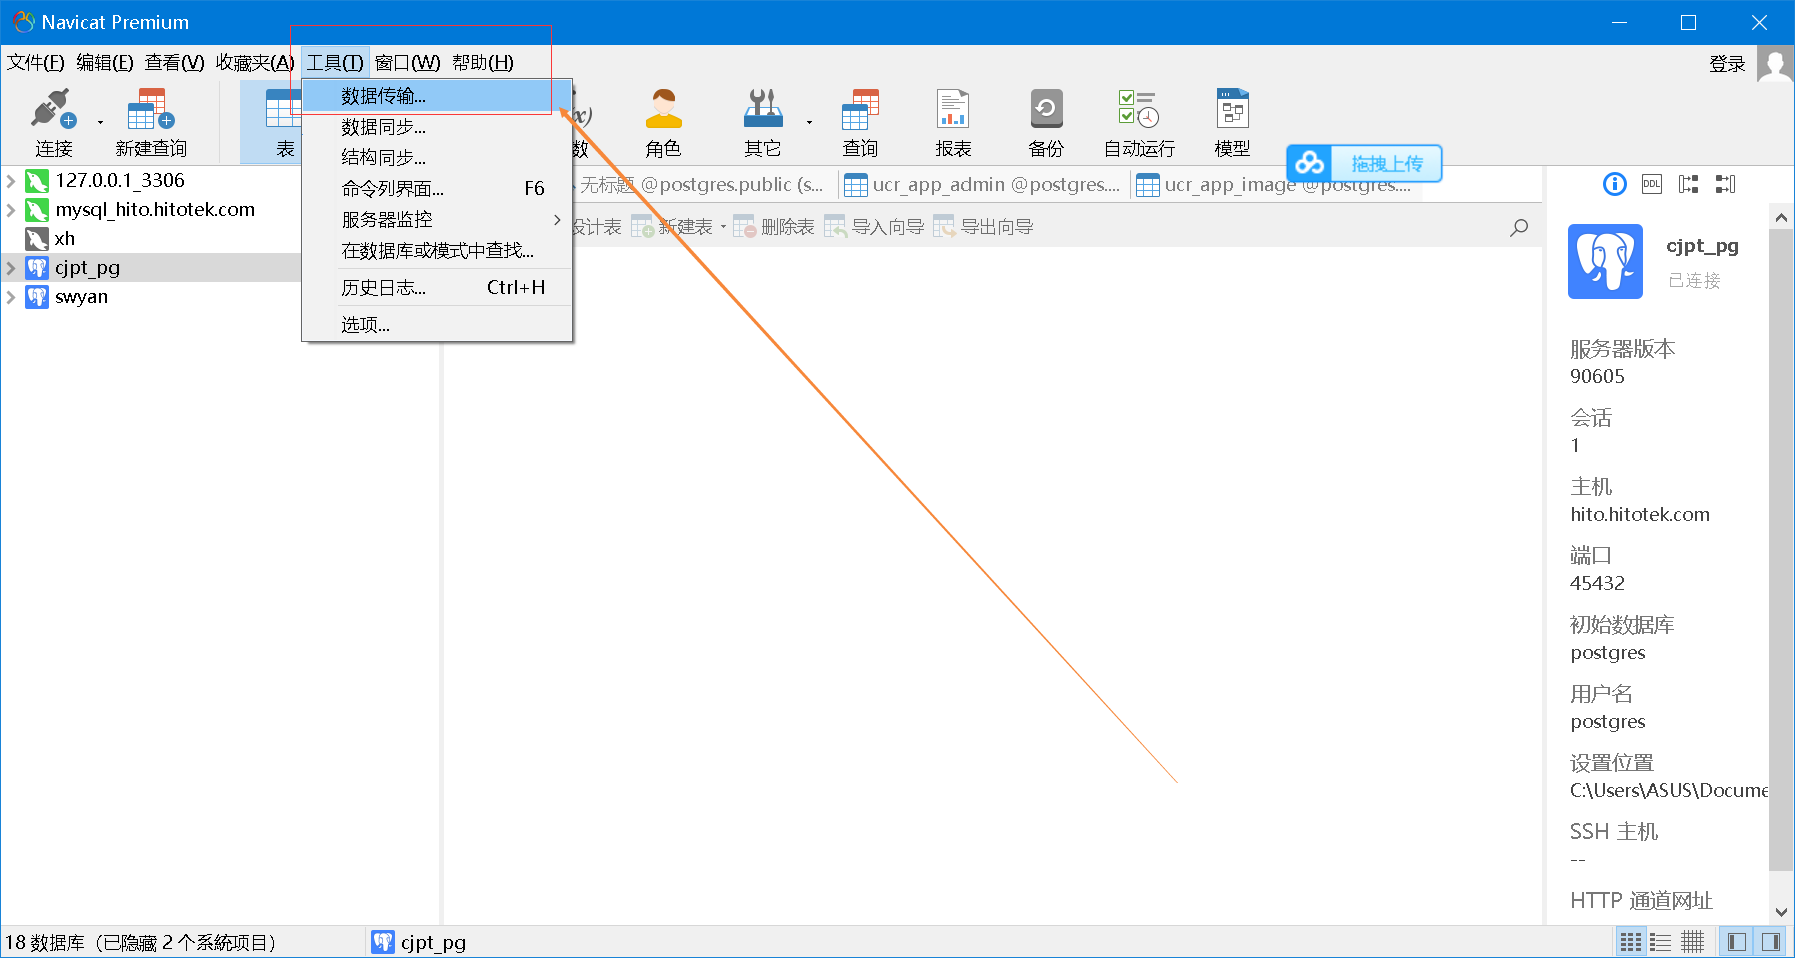 Navicat Premium
文件(F) 编辑(E) 查看(V) 收藏夹(A) 工具(T) 窗口(W) 帮助(H)
登录
连接
新建查询
表
数
角色
其它
查询
报表
备份
自动运行
模型
拖拽上传
数据传输...
数据同步...
结构同步...
命令列界面... F6
服务器监控
在数据库或模式中查找...
历史日志... Ctrl+H
选项...
127.0.0.1_3306
mysql_hito.hitotek.com
xh
cjpt_pg
swyan
无标题 @postgres.public (s...
ucr_app_admin @postgres....
ucr_app_image @postgres....
DDL
设计表 新建表 删除表 导入向导 导出向导
cjpt_pg
已连接
服务器版本
90605
会话
1
主机
hito.hitotek.com
端口
45432
初始数据库
postgres
用户名
postgres
设置位置
C:\Users\ASUS\Docume
SSH 主机
--
HTTP 通道网址
18 数据库（已隐藏 2 个系統项目）
cjpt_pg